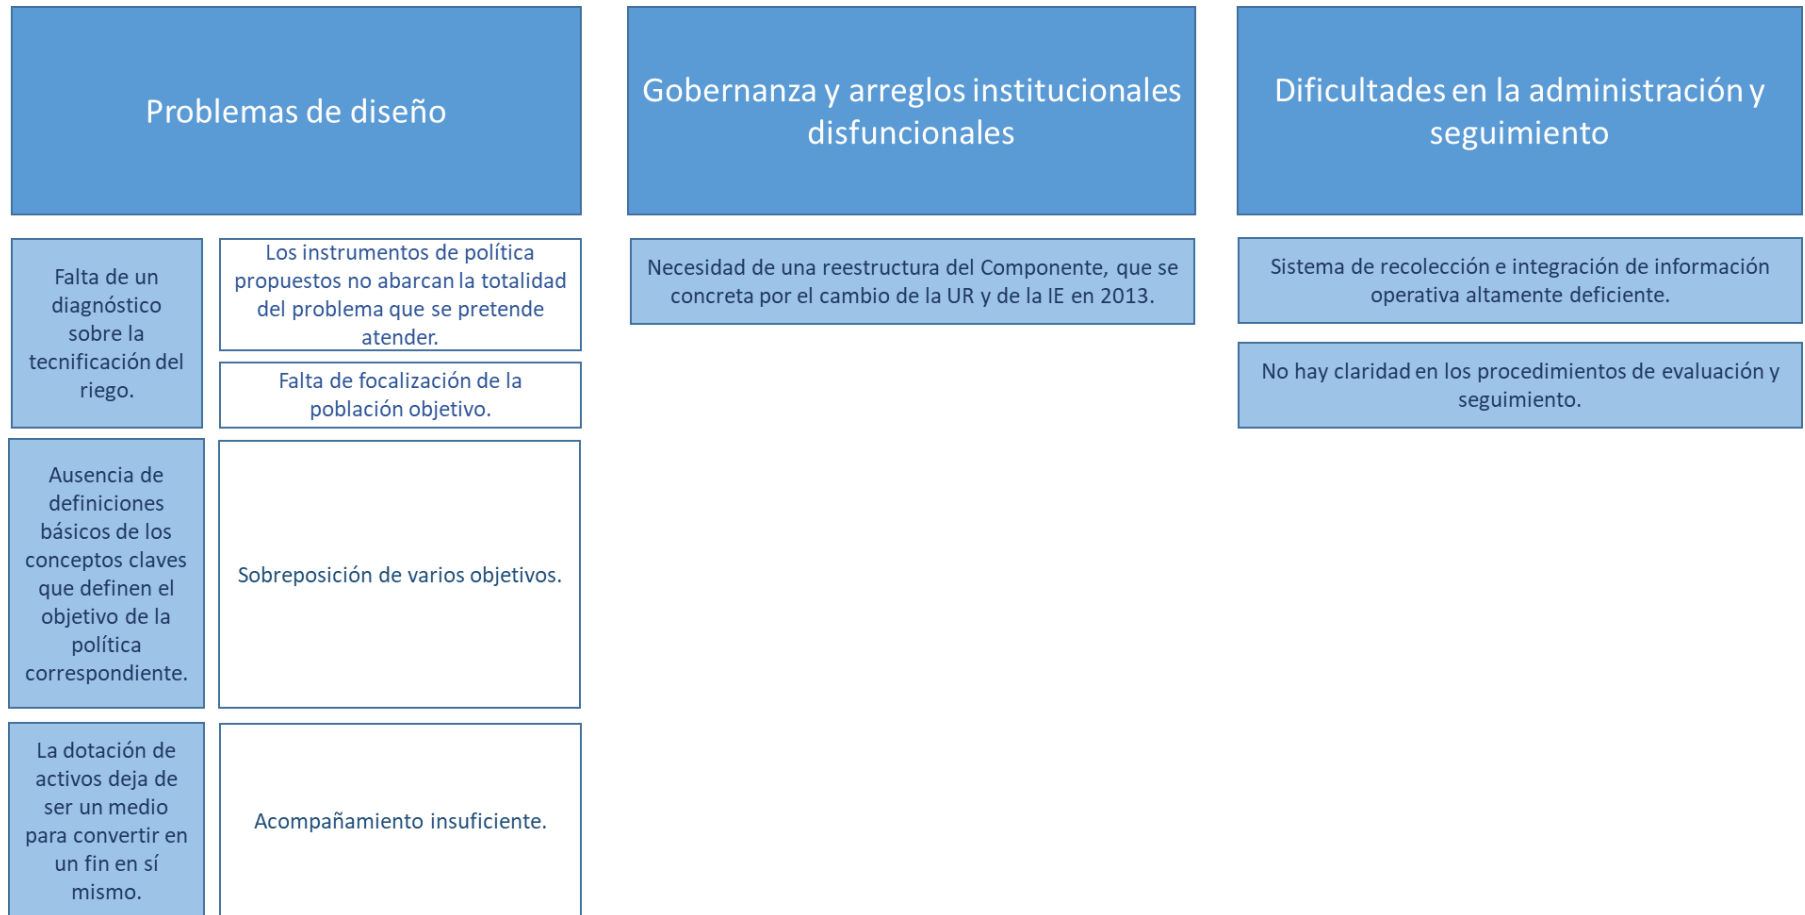 Problemas de diseño
Gobernanza y arreglos institucionales
disfuncionales
Dificultades en la administración y
seguimiento
Falta de un
diagnóstico
sobre la
tecnificación del
riego.
Los instrumentos de política
propuestos no abarcan la totalidad
del problema que se pretende
atender.
Falta de focalización de la
población objetivo.
Ausencia de
definiciones
básicos de los
conceptos claves
que definen el
objetivo de la
política
correspondiente.
Sobreposición de varios objetivos.
La dotación de
activos deja de
ser un medio
para convertir en
un fin en sí
mismo.
Acompañamiento insuficiente.
Necesidad de una reestructura del Componente, que se
concreta por el cambio de la UR y de la IE en 2013.
Sistema de recolección e integración de información
operativa altamente deficiente.
No hay claridad en los procedimientos de evaluación y
seguimiento.